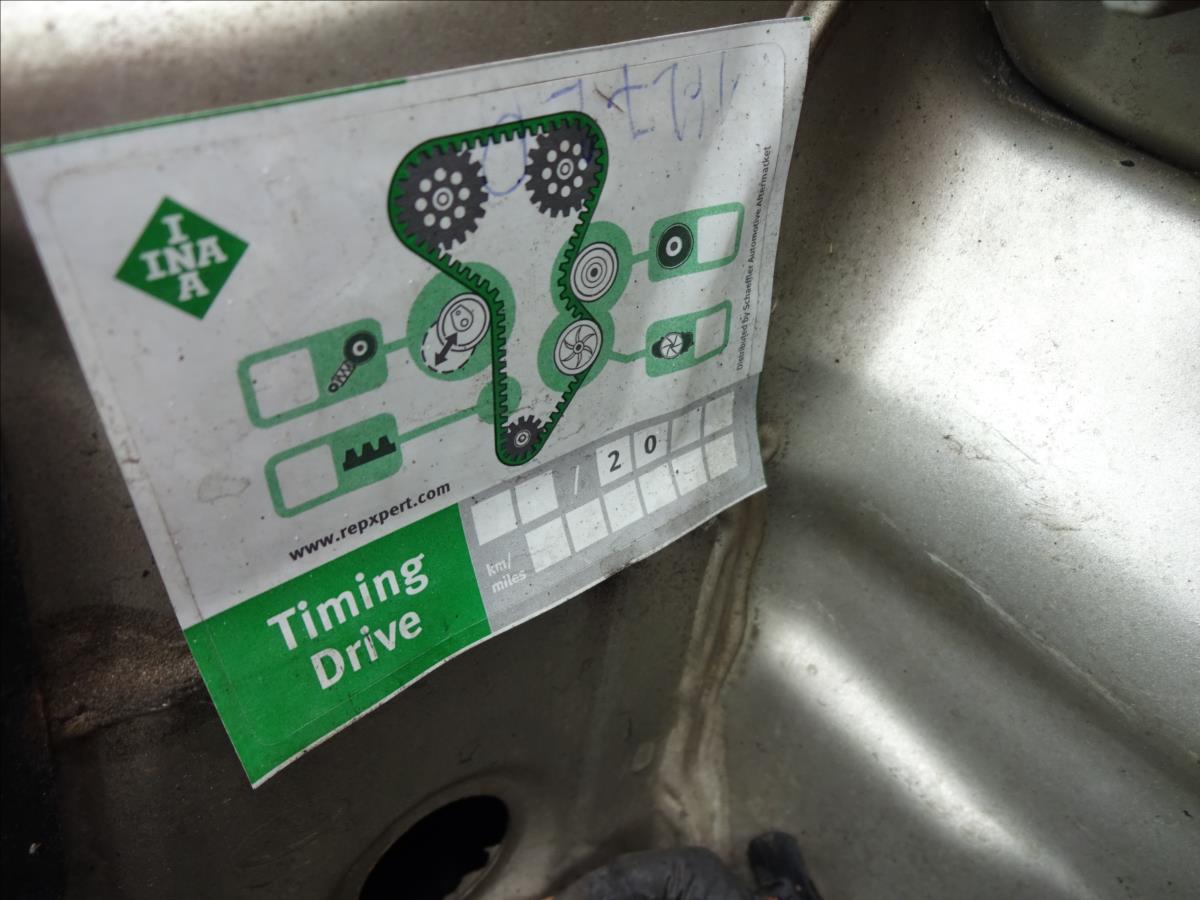 I
INA
A
Distributed by Schaeffler Automotive Aftermarket
www.repxpert.com
/ 20
km/
miles
Timing
Drive